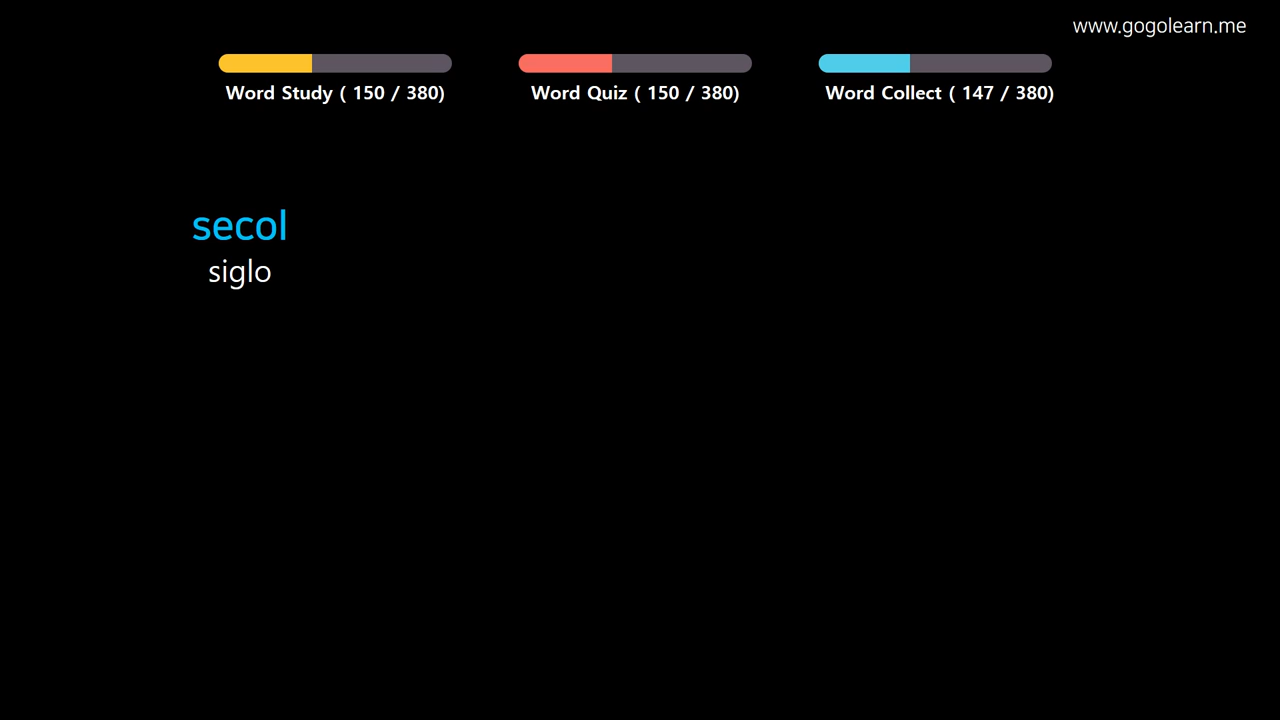 www.gogolearn.me
Word Study ( 150 / 380)
Word Quiz ( 150 / 380)
Word Collect ( 147 / 380)
secol
siglo